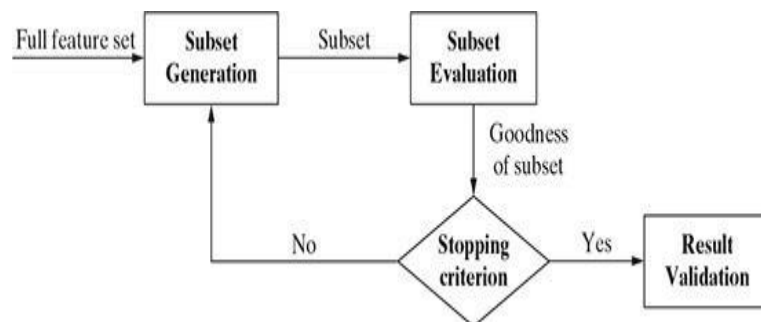 Full feature set
Subset
Generation
Subset
Subset
Evaluation
Goodness
of subset
No
Stopping
criterion
Yes
Result
Validation